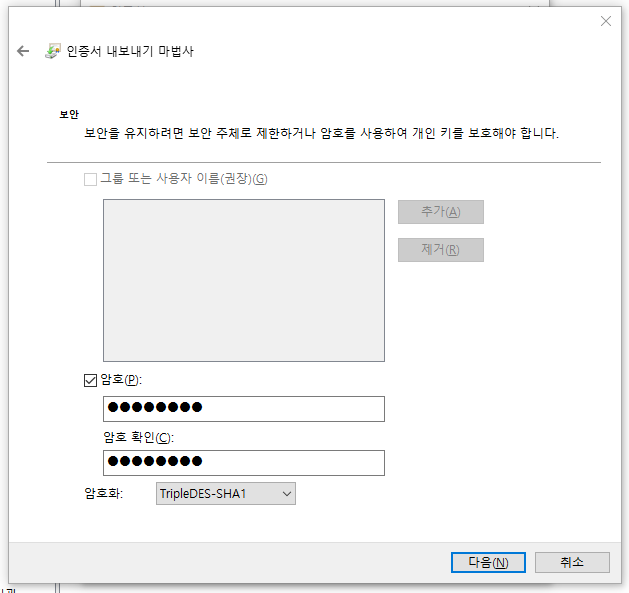 인증서 내보내기 마법사
보안
보안을 유지하려면 보안 주체로 제한하거나 암호를 사용하여 개인 키를 보호해야 합니다.
그룹 또는 사용자 이름(권장)(G)
추가(A)
제거(R)
암호(P):
●●●●●●●●
암호 확인(C):
●●●●●●●●
암호화: TripleDES-SHA1
다음(N) 취소